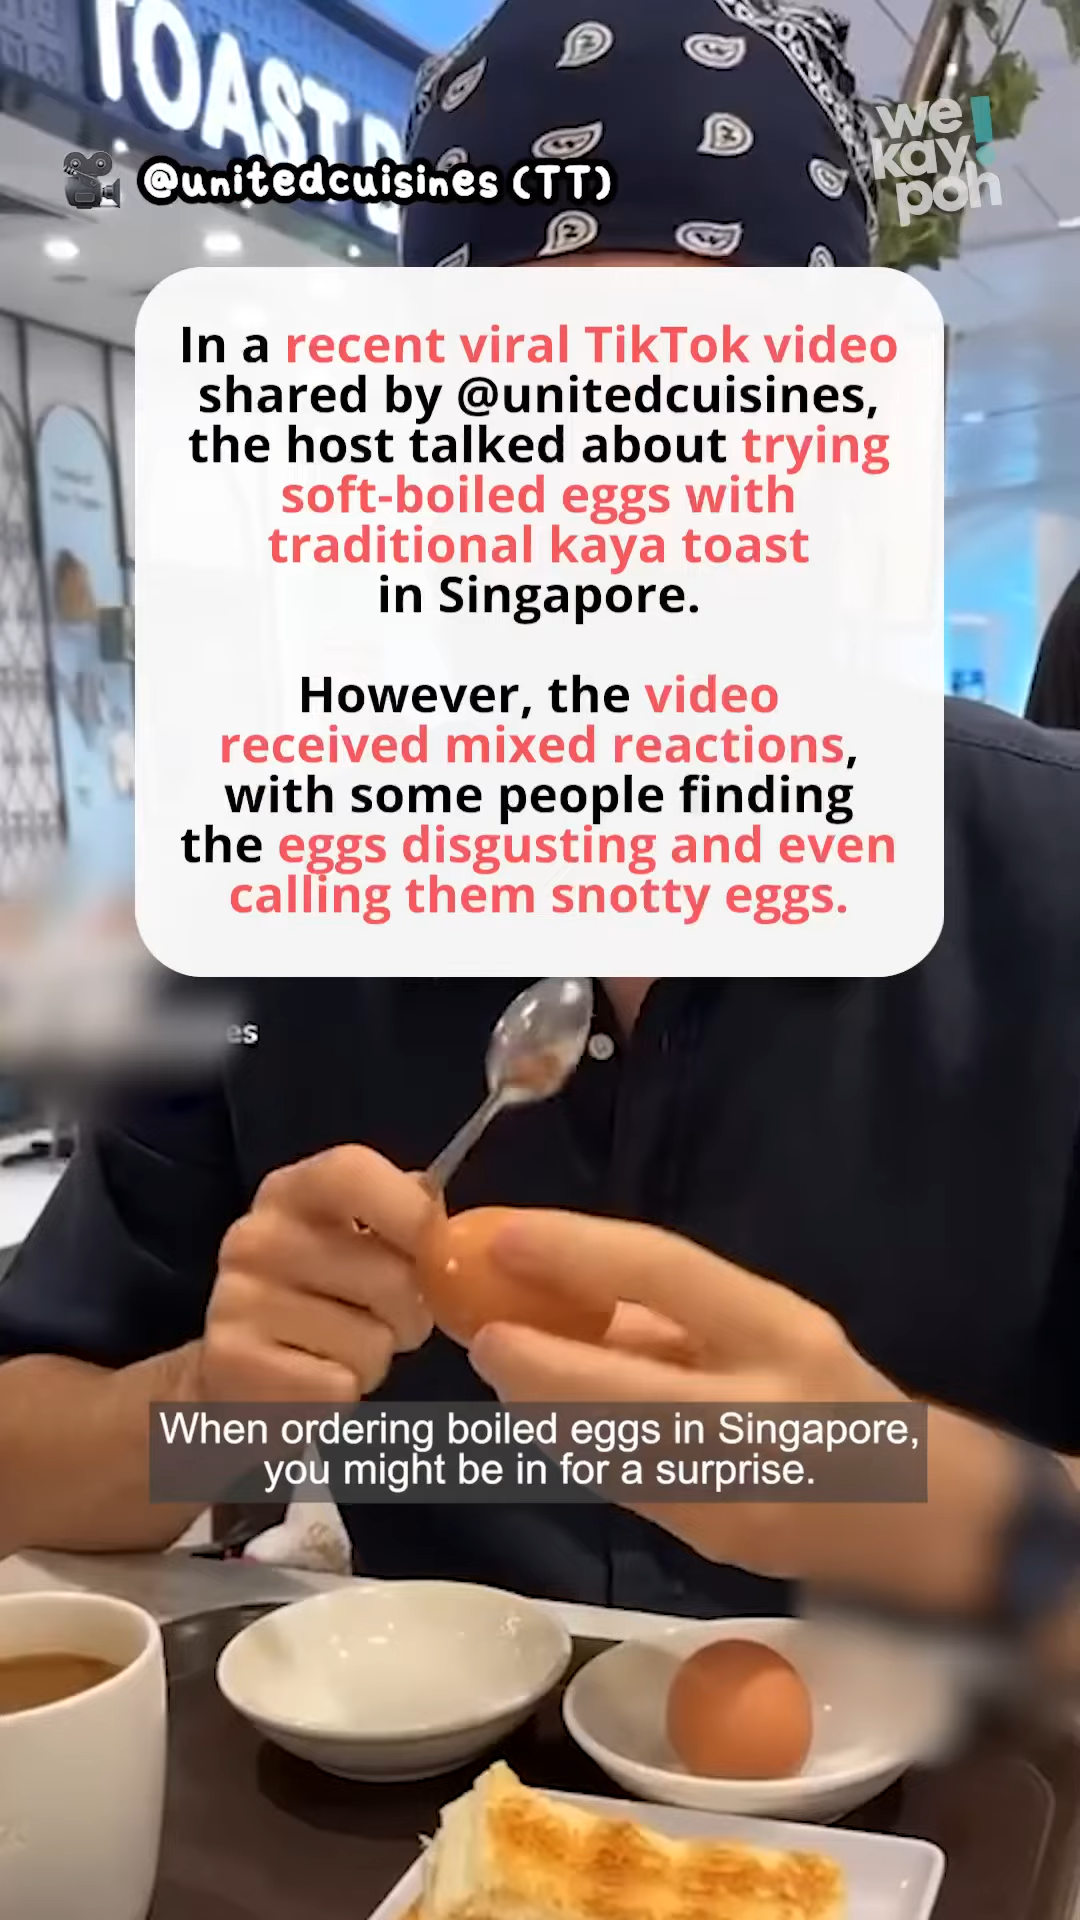 TOAST B
@unitedcuisines (TT)
we
kay!
poh
In a recent viral TikTok video
shared by @unitedcuisines,
the host talked about trying
soft-boiled eggs with
traditional kaya toast
in Singapore.
However, the video
received mixed reactions,
with some people finding
the eggs disgusting and even
calling them snotty eggs.
es
When ordering boiled eggs in Singapore,
you might be in for a surprise.